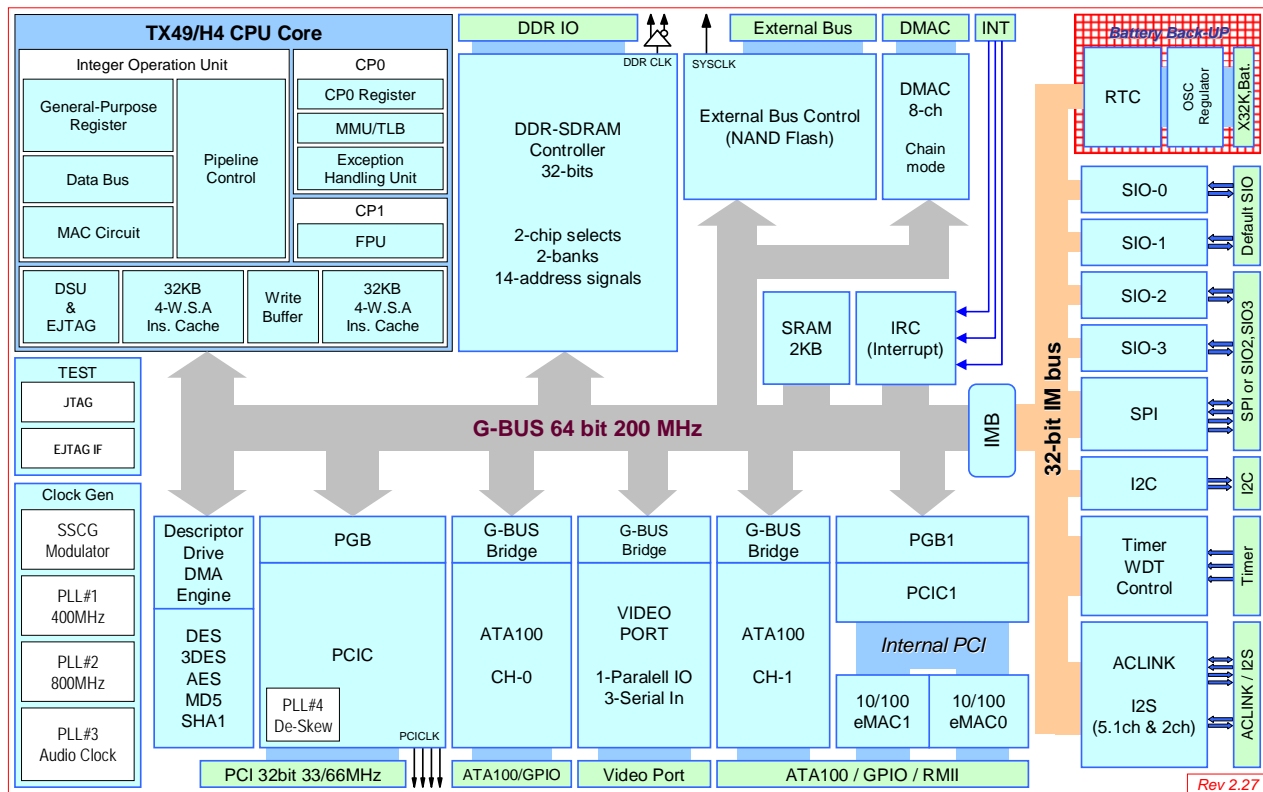 TX49/H4 CPU Core
Integer Operation Unit
General-Purpose
Register
Data Bus
MAC Circuit
Pipeline
Control
CP0
CP0 Register
MMU/TLB
Exception
Handling Unit
CP1
FPU
DSU
&
EJTAG
32KB
4-W.S.A
Ins. Cache
Write
Buffer
32KB
4-W.S.A
Ins. Cache
DDR IO
DDR CLK
DDR-SDRAM
Controller
32-bits
2-chip selects
2-banks
14-address signals
External Bus
SYSCLK
External Bus Control
(NAND Flash)
DMAC
DMAC
8-ch
Chain
mode
INT
SRAM
2KB
IRC
(Interrupt)
Battery Back-UP
RTC
OSC
Regulator
X32K,Bat.
SIO-0
SIO-1
Default SIO
SIO-2
SIO-3
SPI
SPI or SIO2,SIO3
I2C
I2C
Timer
WDT
Control
Timer
ACLINK
I2S
(5.1ch & 2ch)
ACLINK / I2S
32-bit IM bus
IMB
G-BUS 64 bit 200 MHz
TEST
JTAG
EJTAG IF
Clock Gen
SSCG
Modulator
PLL#1
400MHz
PLL#2
800MHz
PLL#3
Audio Clock
Descriptor
Drive
DMA
Engine
DES
3DES
AES
MD5
SHA1
PGB
PCIC
PLL#4
De-Skew
PCICLK
PCI 32bit 33/66MHz
G-BUS
Bridge
ATA100
CH-0
ATA100/GPIO
G-BUS
Bridge
VIDEO
PORT
1-Paralell IO
3-Serial In
Video Port
G-BUS
Bridge
ATA100
CH-1
PGB1
PCIC1
Internal PCI
10/100
eMAC1
10/100
eMAC0
ATA100 / GPIO / RMII
Rev 2.27